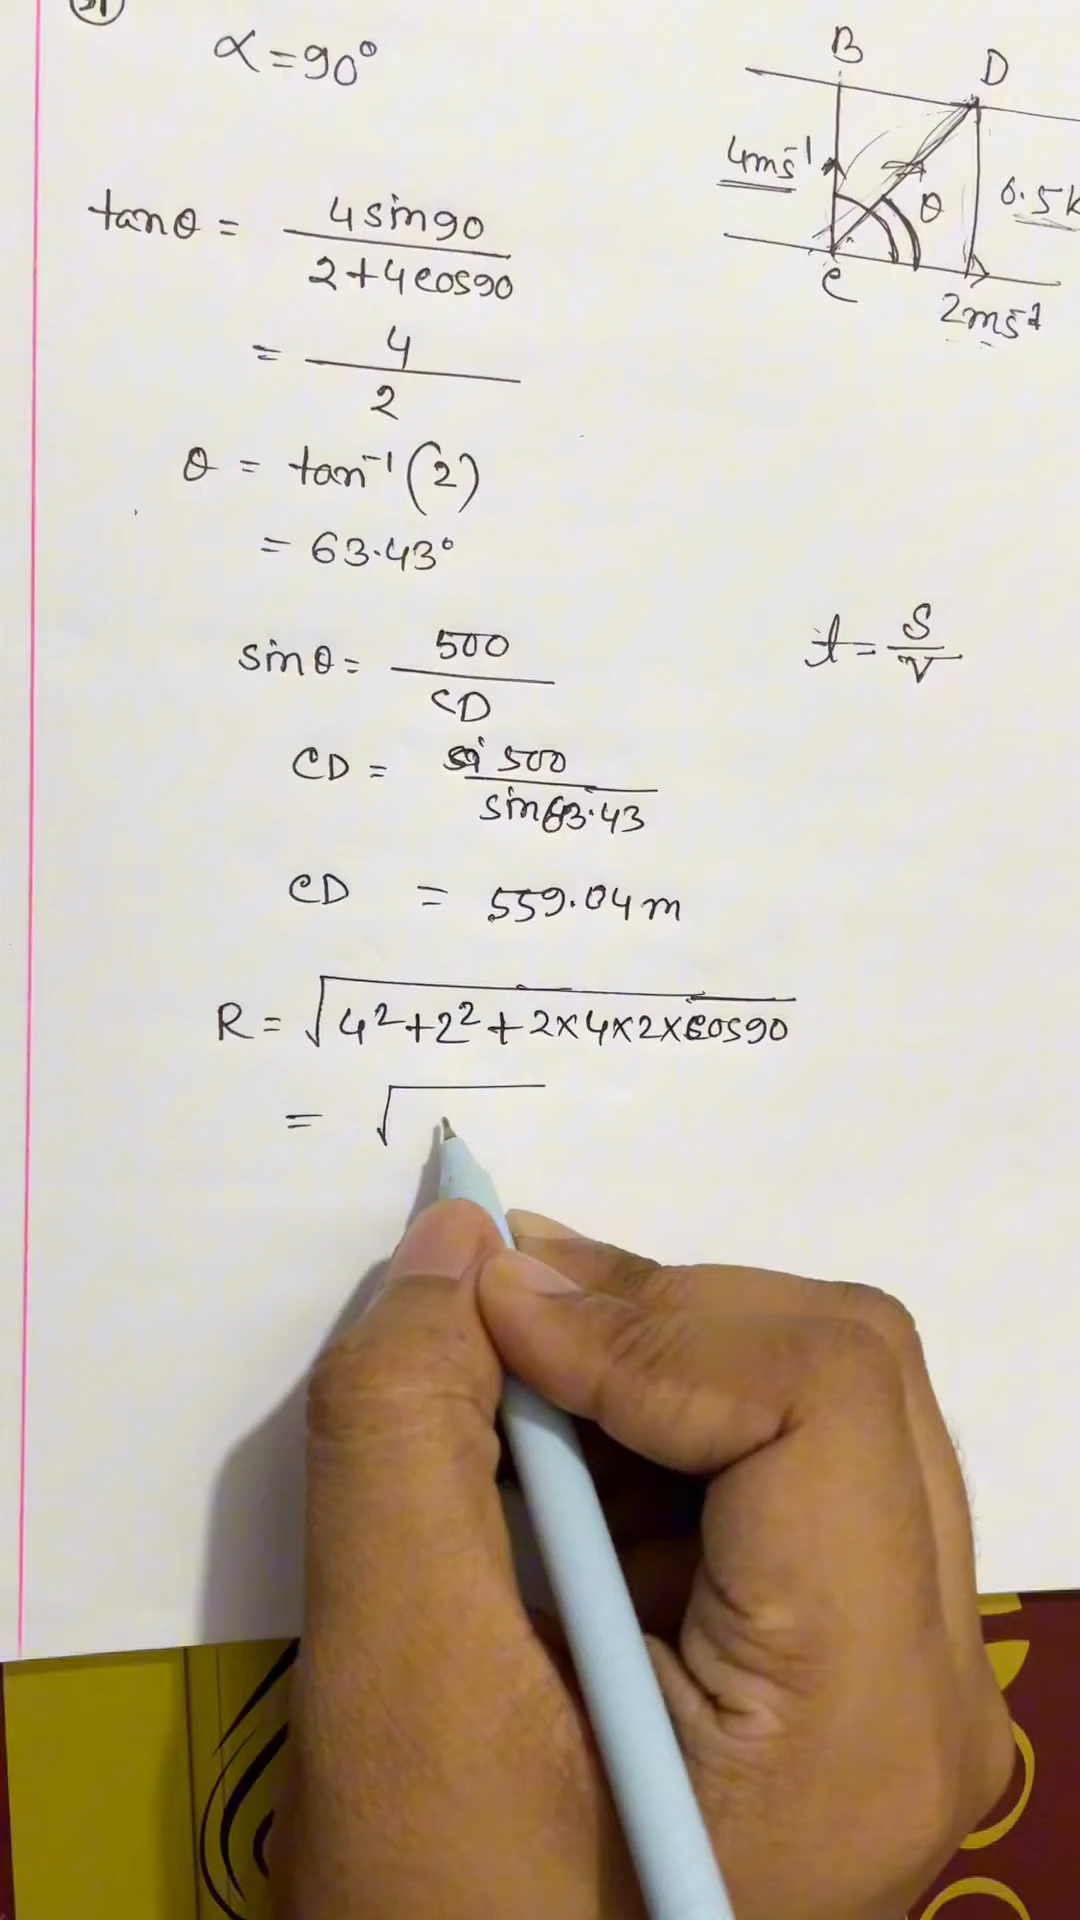 α=90°
B
D
4ms⁻¹
θ
0.5k
C
2ms⁻¹
tanθ = 4sin90 / 2+4cos90
= 4 / 2
θ = tan⁻¹(2)
= 63.43°
sinθ = 500 / CD
t = S / V
CD = 500 / sin63.43
CD = 559.04m
R = √4²+2²+2×4×2×cos90
= √